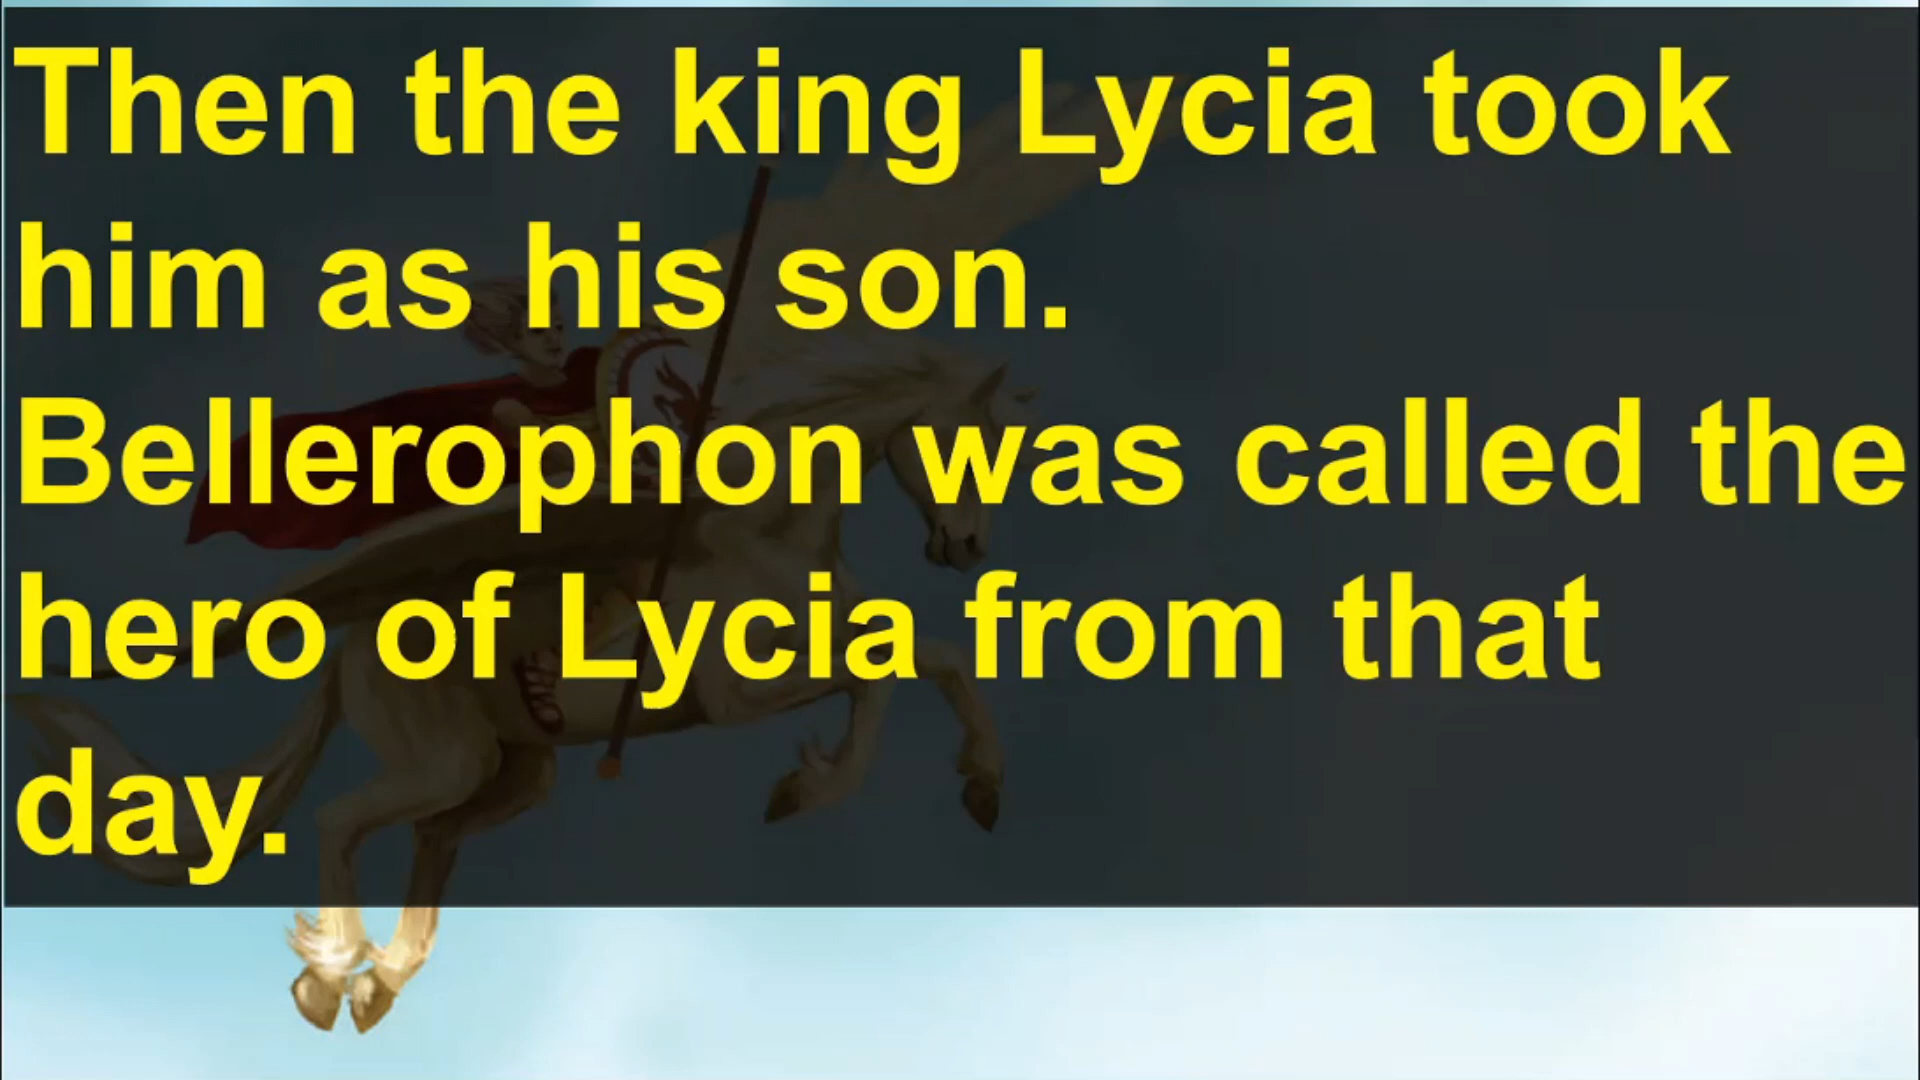 Then the king Lycia took
him as his son.
Bellerophon was called the
hero of Lycia from that
day.